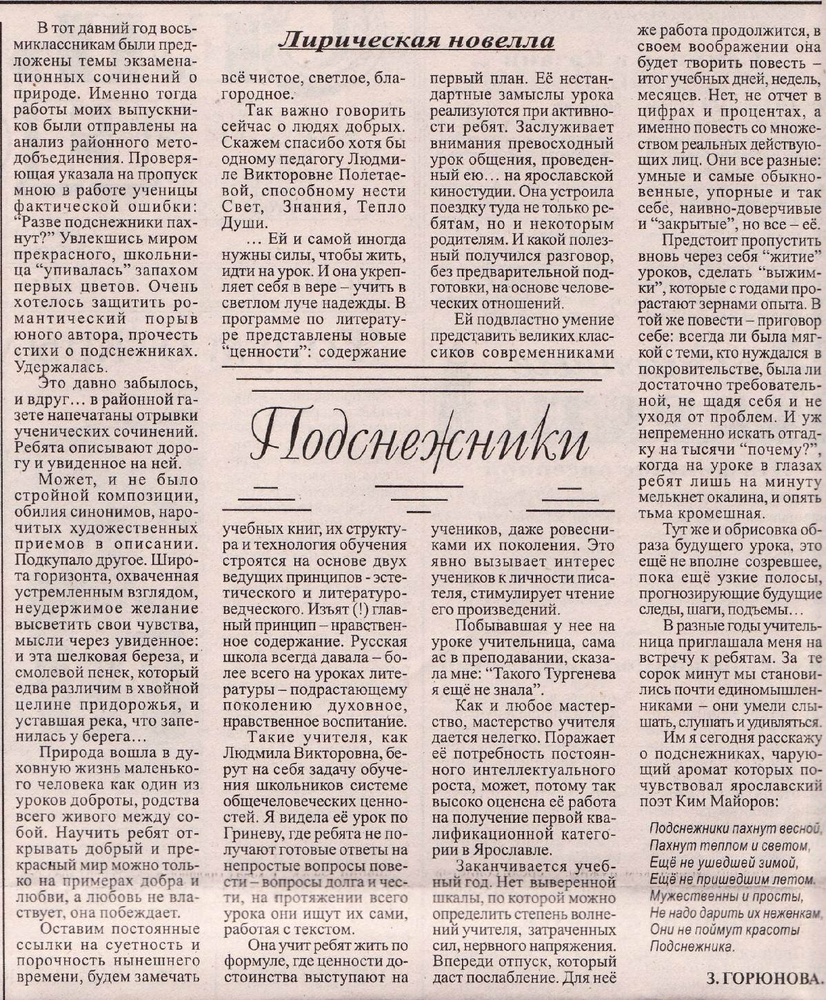 В тот давний год вось-
миклассникам были пред-
ложены темы экзамена-
ционных сочинений о
природе. Именно тогда
работы моих выпускни-
ков были отправлены на
анализ районного мето-
добъединения. Проверя-
ющая указала на пропуск
мною в работе ученицы
фактической ошибки:
“Разве подснежники пах-
нут?” Увлекшись миром
прекрасного, школьни-
ца “упивалась” запахом
первых цветов. Очень
хотелось защитить ро-
мантический порыв
юного автора, прочесть
стихи о подснежниках.
Удержалась.
Это давно забылось,
и вдруг... в районной га-
зете напечатаны отрывки
ученических сочинений.
Ребята описывают доро-
гу и увиденное на ней.
Может, и не было
стройной композиции,
обилия синонимов, наро-
читых художественных
приемов в описании.
Подкупало другое. Широ-
та горизонта, охваченная
устремленным взглядом,
неудержимое желание
высветить свои чувства,
мысли через увиденное:
и эта шелковая береза, и
смолевой пенек, который
едва различим в хвойной
целине придорожья, и
уставшая река, что запе-
нилась у берега...
Природа вошла в ду-
ховную жизнь маленько-
го человека как один из
уроков доброты, родства
всего живого между со-
бой. Научить ребят от-
крывать добрый и пре-
красный мир можно толь-
ко на примерах добра и
любви, а любовь не вла-
ствует, она побеждает.
Оставим постоянные
ссылки на суетность и
порочность нынешнего
времени, будем замечать
Лирическая новелла
всё чистое, светлое, бла-
городное.
Так важно говорить
сейчас о людях добрых.
Скажем спасибо хотя бы
одному педагогу Людми-
ле Викторовне Полетае-
вой, способному нести
Свет, Знания, Тепло
Души.
... Ей и самой иногда
нужны силы, чтобы жить,
идти на урок. И она укреп-
ляет себя в вере – учить в
светлом луче надежды. В
программе по литерату-
ре представлены новые
“ценности”: содержание
Подснежники
учебных книг, их структу-
ра и технология обучения
строятся на основе двух
ведущих принципов - эсте-
тического и литературо-
ведческого. Изъят (!) глав-
ный принцип – нравствен-
ное содержание. Русская
школа всегда давала – бо-
лее всего на уроках лите-
ратуры – подрастающему
поколению духовное,
нравственное воспитание.
Такие учителя, как
Людмила Викторовна, бе-
рут на себя задачу обуче-
ния школьников системе
общечеловеческих ценно-
стей. Я видела её урок по
Гриневу, где ребята не по-
лучают готовые ответы на
непростые вопросы пове-
сти – вопросы долга и чес-
ти, на протяжении всего
урока они ищут их сами,
работая с текстом.
Она учит ребят жить по
формуле, где ценности до-
стоинства выступают на
первый план. Её нестан-
дартные замыслы урока
реализуются при активно-
сти ребят. Заслуживает
внимания превосходный
урок общения, проведен-
ный ею... на ярославской
киностудии. Она устроила
поездку туда не только ре-
бятам, но и некоторым
родителям. И какой полез-
ный получился разговор,
без предварительной под-
готовки, на основе челове-
ческих отношений.
Ей подвластно умение
представить великих клас-
сиков современниками
учеников, даже ровесни-
ками их поколения. Это
явно вызывает интерес
учеников к личности писа-
теля, стимулирует чтение
его произведений.
Побывавшая у нее на
уроке учительница, сама
ас в преподавании, сказа-
ла мне: “Такого Тургенева
я ещё не знала”.
Как и любое мастер-
ство, мастерство учителя
дается нелегко. Поражает
её потребность постоян-
ного интеллектуального
роста, может, потому так
высоко оценена её работа
на получение первой ква-
лификационной катего-
рии в Ярославле.
Заканчивается учеб-
ный год. Нет выверенной
шкалы, по которой можно
определить степень волне-
ний учителя, затраченных
сил, нервного напряжения.
Впереди отпуск, который
даст послабление. Для неё
же работа продолжится, в
своем воображении она
будет творить повесть –
итог учебных дней, недель,
месяцев. Нет, не отчет в
цифрах и процентах, а
именно повесть со множе-
ством реальных действую-
щих лиц. Они все разные:
умные и самые обыкно-
венные, упорные и так
себе, наивно-доверчивые
и “закрытые”, но все – её.
Предстоит пропустить
вновь через себя “житие”
уроков, сделать “выжим-
ки”, которые с годами про-
растают зернами опыта. В
той же повести – приговор
себе: всегда ли была мяг-
кой с теми, кто нуждался в
покровительстве, была ли
достаточно требователь-
ной, не щадя себя и не
уходя от проблем. И уж
непременно искать отгад-
ку на тысячи “почему?”,
когда на уроке в глазах
ребят лишь на минуту
мелькнет окалина, и опять
тьма кромешная.
Тут же и обрисовка об-
раза будущего урока, это
ещё не вполне созревшее,
пока ещё узкие полосы,
прогнозирующие будущие
следы, шаги, подъемы...
В разные годы учитель-
ница приглашала меня на
встречу к ребятам. За те
сорок минут мы станови-
лись почти единомышлен-
никами – они умели слы-
шать, слушать и удивляться.
Им я сегодня расскажу
о подснежниках, чарую-
щий аромат которых по-
чувствовал ярославский
поэт Ким Майоров:
Подснежники пахнут весной,
Пахнут теплом и светом,
Ещё не ушедшей зимой,
Ещё не пришедшим летом.
Мужественны и просты,
Не надо дарить их неженкам,
Они не поймут красоты
Подснежника.
З. ГОРЮНОВА.